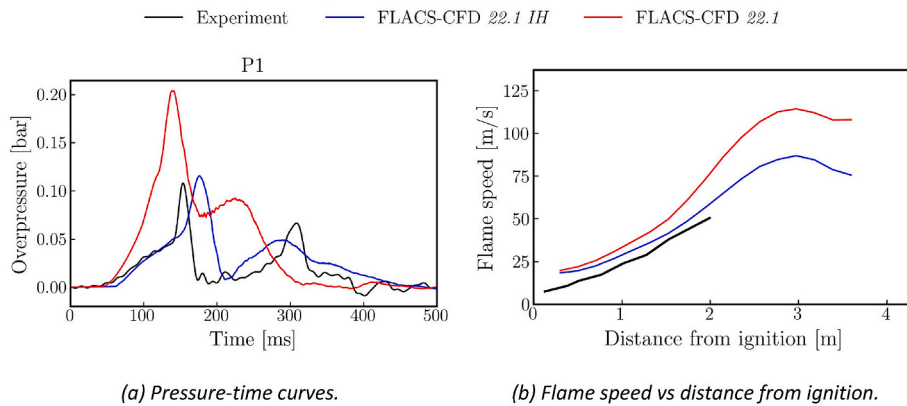 Experiment FLACS-CFD 22.1 IH FLACS-CFD 22.1
P1
0.20
0.15
0.10
0.05
0.00
Overpressure [bar]
0 100 200 300 400 500
Time [ms]
(a) Pressure-time curves.
125
100
75
50
25
0
Flame speed [m/s]
0 1 2 3 4
Distance from ignition [m]
(b) Flame speed vs distance from ignition.